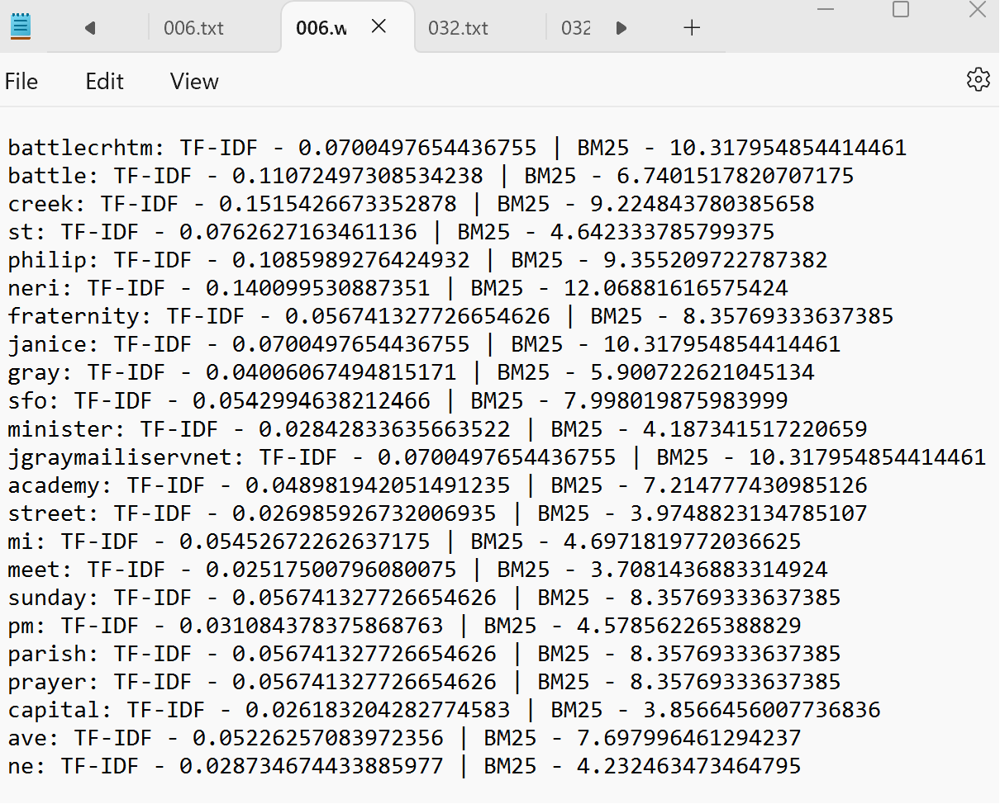 006.txt
006.w
032.txt
032
File Edit View
battlecrhtm: TF-IDF - 0.0700497654436755 | BM25 - 10.317954854414461
battle: TF-IDF - 0.11072497308534238 | BM25 - 6.7401517820707175
creek: TF-IDF - 0.1515426673352878 | BM25 - 9.224843780385658
st: TF-IDF - 0.0762627163461136 | BM25 - 4.642333785799375
philip: TF-IDF - 0.1085989276424932 | BM25 - 9.355209722787382
neri: TF-IDF - 0.140099530887351 | BM25 - 12.06881616575424
fraternity: TF-IDF - 0.056741327726654626 | BM25 - 8.35769333637385
janice: TF-IDF - 0.0700497654436755 | BM25 - 10.317954854414461
gray: TF-IDF - 0.04006067494815171 | BM25 - 5.900722621045134
sfo: TF-IDF - 0.0542994638212466 | BM25 - 7.998019875983999
minister: TF-IDF - 0.02842833635663522 | BM25 - 4.187341517220659
jgraymailiservnet: TF-IDF - 0.0700497654436755 | BM25 - 10.317954854414461
academy: TF-IDF - 0.048981942051491235 | BM25 - 7.214777430985126
street: TF-IDF - 0.026985926732006935 | BM25 - 3.9748823134785107
mi: TF-IDF - 0.05452672262637175 | BM25 - 4.6971819772036625
meet: TF-IDF - 0.02517500796080075 | BM25 - 3.7081436883314924
sunday: TF-IDF - 0.056741327726654626 | BM25 - 8.35769333637385
pm: TF-IDF - 0.031084378375868763 | BM25 - 4.578562265388829
parish: TF-IDF - 0.056741327726654626 | BM25 - 8.35769333637385
prayer: TF-IDF - 0.056741327726654626 | BM25 - 8.35769333637385
capital: TF-IDF - 0.026183204282774583 | BM25 - 3.8566456007736836
ave: TF-IDF - 0.05226257083972356 | BM25 - 7.697996461294237
ne: TF-IDF - 0.028734674433885977 | BM25 - 4.232463473464795